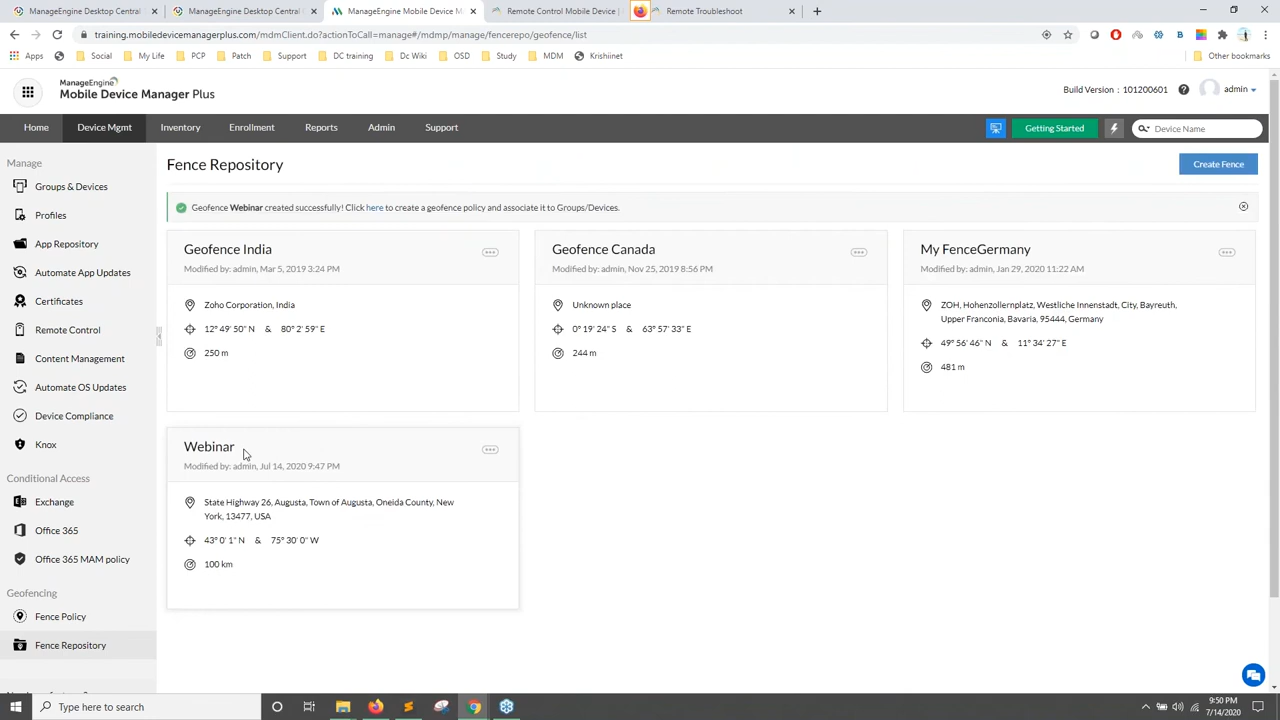 ManageEngine Desktop Central
ManageEngine Desktop Central
ManageEngine Mobile Device M
Remote Control Mobile Device |
Remote Troubleshoot
training.mobiledevicemanagerplus.com/mdmClient.do?actionToCall=manage#/mdmp/manage/fencerepo/geofence/list
Apps
Social
My Life
PCP
Patch
Support
DC training
Dc Wiki
OSD
Study
MDM
Krishiinet
Other bookmarks
ManageEngine
Mobile Device Manager Plus
Build Version : 101200601
admin
Home
Device Mgmt
Inventory
Enrollment
Reports
Admin
Support
Getting Started
Device Name
Manage
Groups & Devices
Profiles
App Repository
Automate App Updates
Certificates
Remote Control
Content Management
Automate OS Updates
Device Compliance
Knox
Conditional Access
Exchange
Office 365
Office 365 MAM policy
Geofencing
Fence Policy
Fence Repository
Fence Repository
Create Fence
Geofence Webinar created successfully! Click here to create a geofence policy and associate it to Groups/Devices.
Geofence India
Modified by: admin, Mar 5, 2019 3:24 PM
Zoho Corporation, India
12° 49' 50" N & 80° 2' 59" E
250 m
Geofence Canada
Modified by: admin, Nov 25, 2019 8:56 PM
Unknown place
0° 19' 24" S & 63° 57' 33" E
244 m
My FenceGermany
Modified by: admin, Jan 29, 2020 11:22 AM
ZOH, Hohenzollernplatz, Westliche Innenstadt, City, Bayreuth,
Upper Franconia, Bavaria, 95444, Germany
49° 56' 46" N & 11° 34' 27" E
481 m
Webinar
Modified by: admin, Jul 14, 2020 9:47 PM
State Highway 26, Augusta, Town of Augusta, Oneida County, New
York, 13477, USA
43° 0' 1" N & 75° 30' 0" W
100 km
Type here to search
9:50 PM
7/14/2020